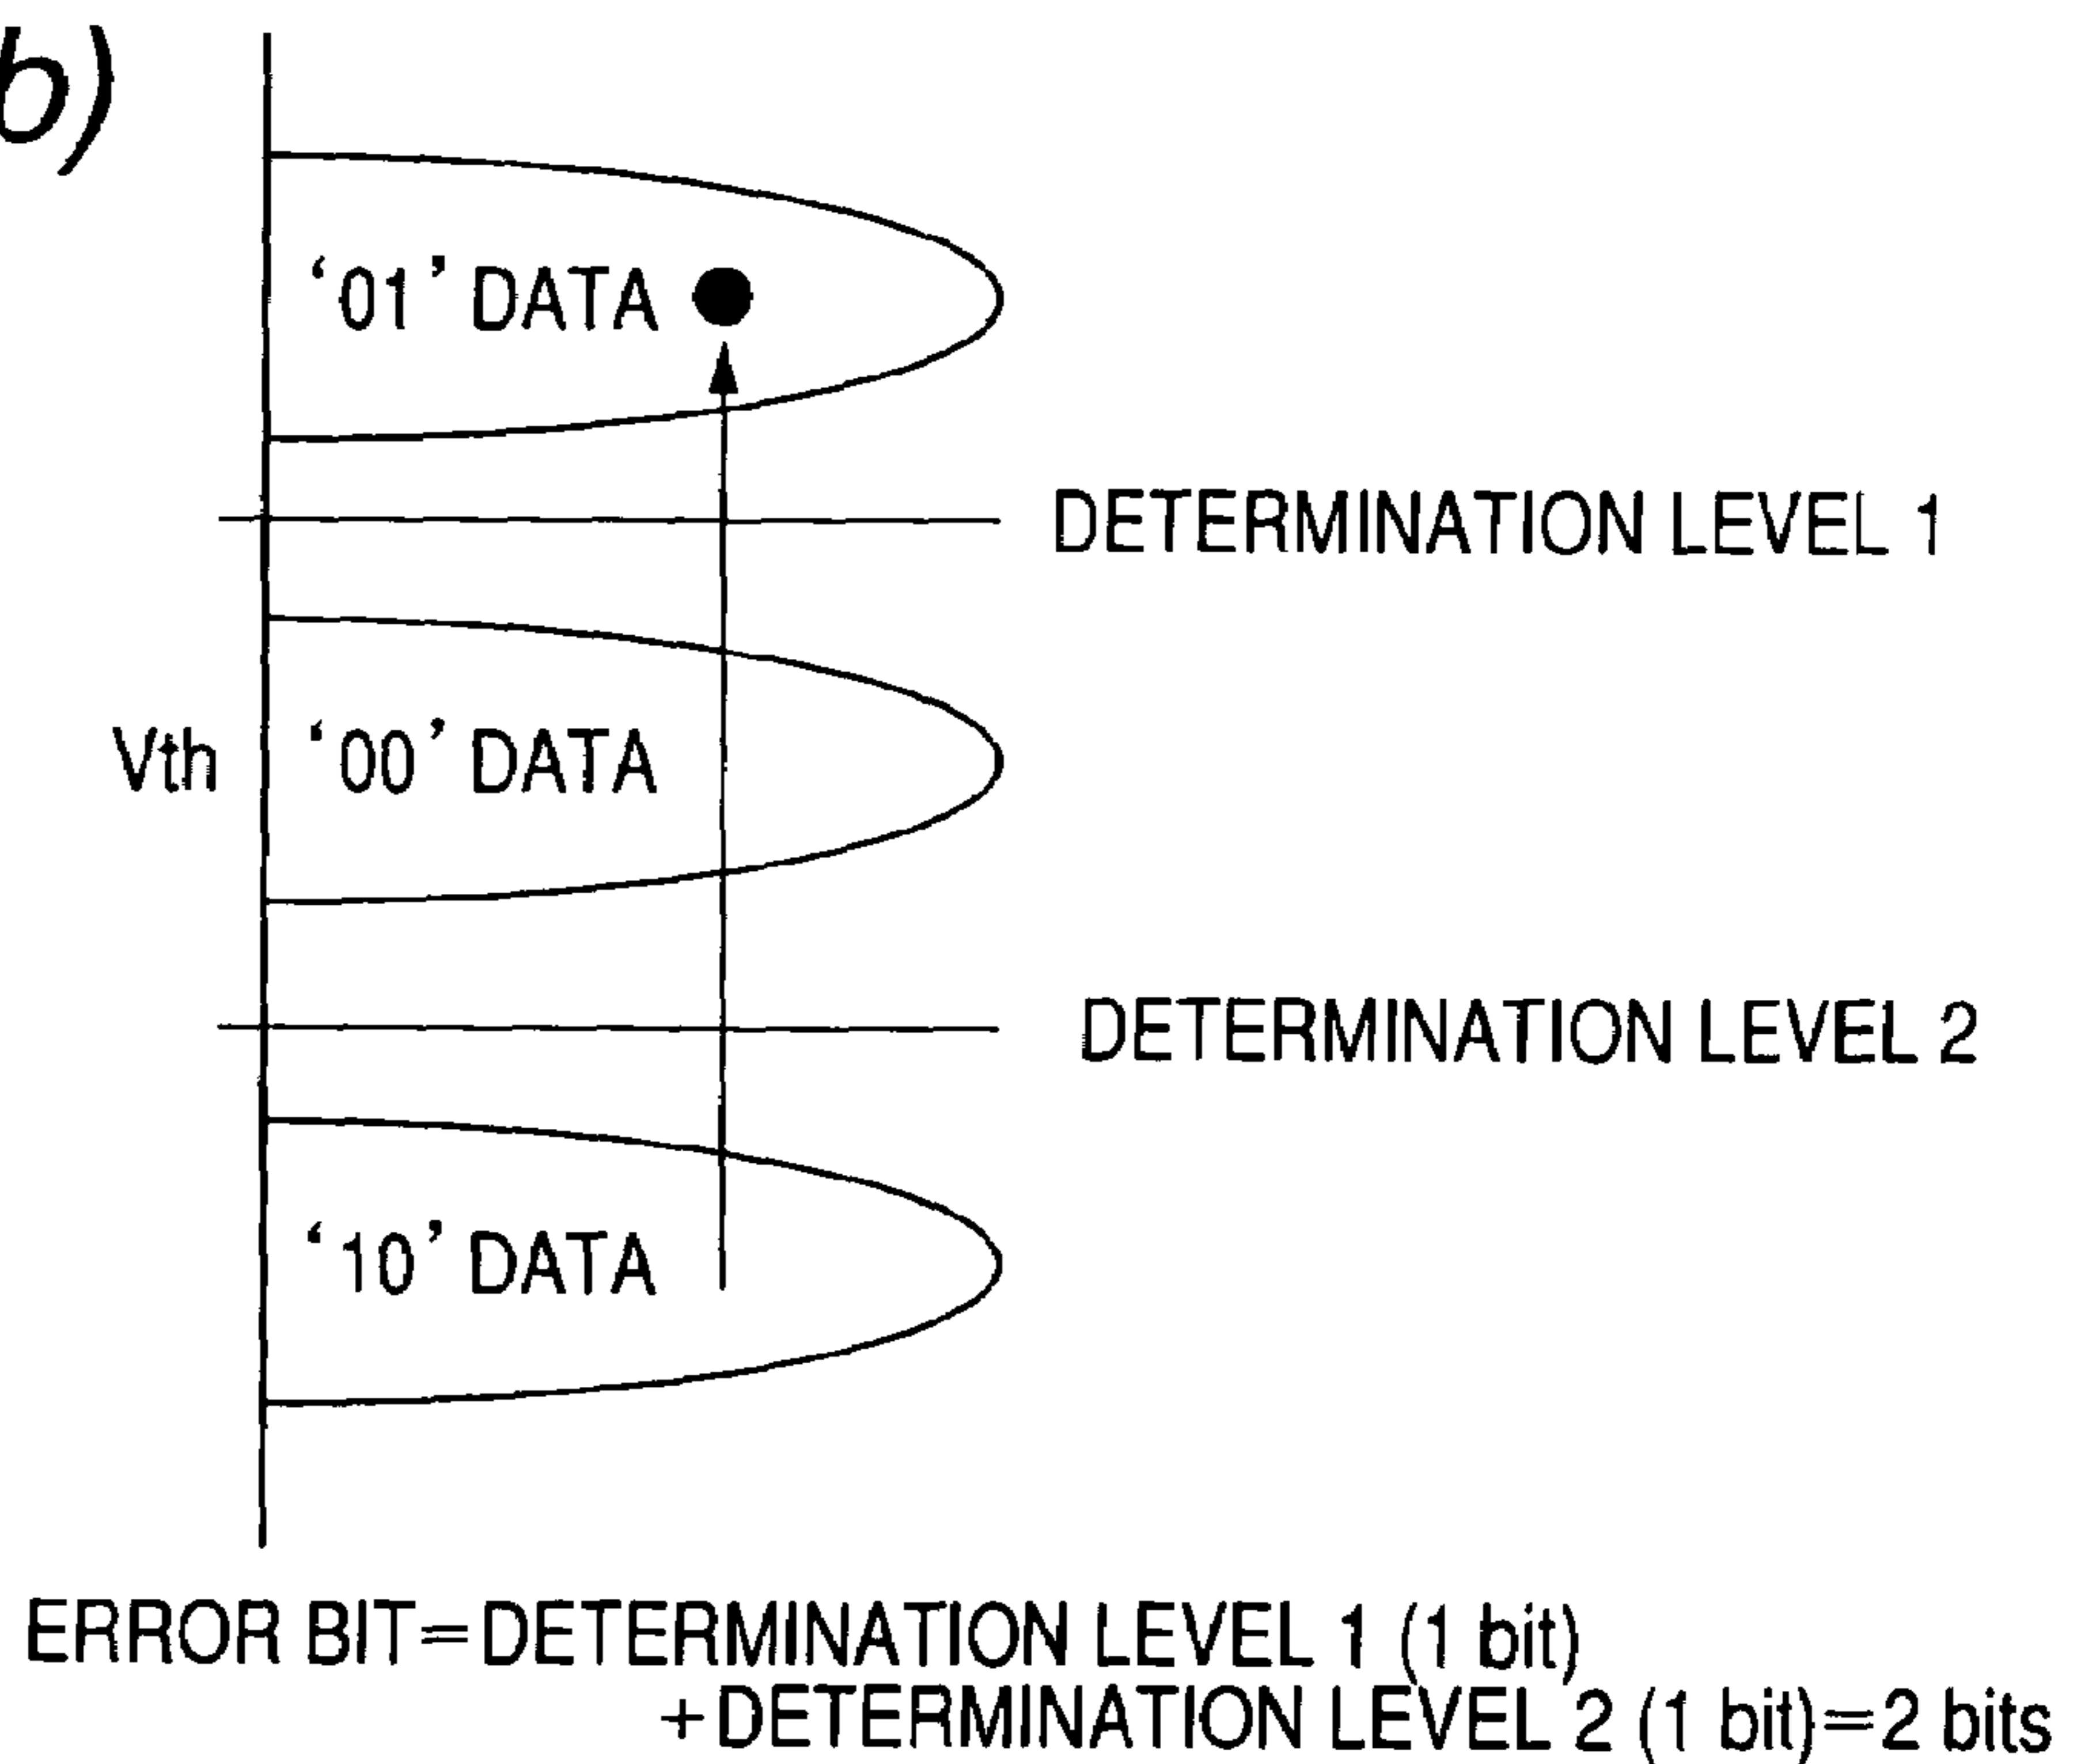 b)
‘01’ DATA
DETERMINATION LEVEL 1
Vth ‘00’ DATA
DETERMINATION LEVEL 2
‘10’ DATA
ERROR BIT=DETERMINATION LEVEL 1 (1 bit)
+DETERMINATION LEVEL 2 (1 bit)=2 bits